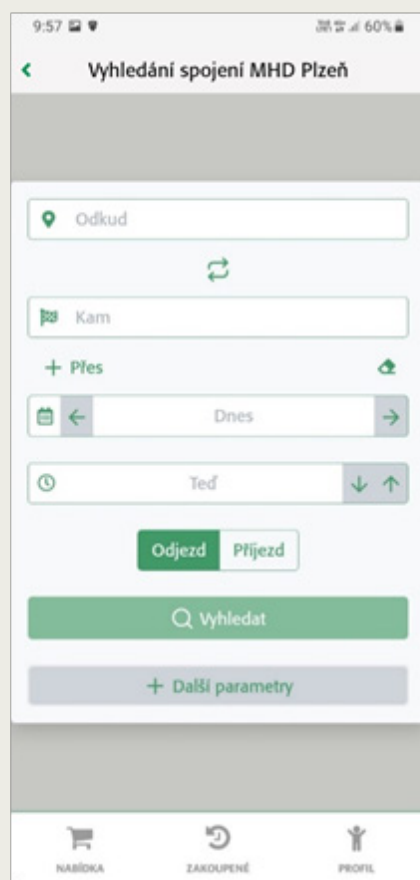 9:57
60%
Vyhledání spojení MHD Plzeň
Odkud
Kam
+ Přes
Dnes
Teď
Odjezd Příjezd
Vyhledat
+ Další parametry
NABÍDKA ZAKOUPENÉ PROFIL